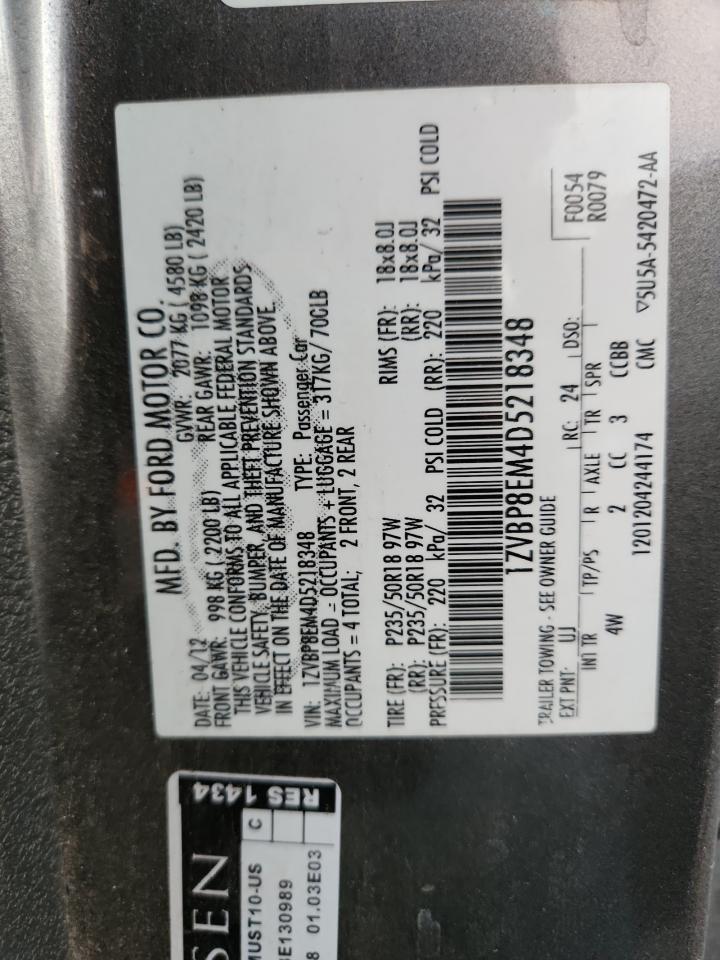 MFD. BY FORD MOTOR CO.
DATE: 04/12 GVWR: 2077 KG ( 4580 LB)
FRONT GAWR: 998 KG ( 2200 LB) REAR GAWR: 1098 KG ( 2420 LB)
THIS VEHICLE CONFORMS TO ALL APPLICABLE FEDERAL MOTOR
VEHICLE SAFETY, BUMPER, AND THEFT PREVENTION STANDARDS
IN EFFECT ON THE DATE OF MANUFACTURE SHOWN ABOVE.
VIN: 1ZVBP8EM4D5218348 TYPE: Passenger Car
MAXIMUM LOAD = OCCUPANTS + LUGGAGE = 317KG/ 700LB
OCCUPANTS = 4 TOTAL; 2 FRONT, 2 REAR
TIRE (FR): P235/50R18 97W RIMS (FR): 18x8.0J
(RR): P235/50R18 97W (RR): 18x8.0J
PRESSURE (FR): 220 kPa/ 32 PSI COLD (RR): 220 kPa/ 32 PSI COLD
1ZVBP8EM4D5218348
TRAILER TOWING - SEE OWNER GUIDE
F0054
R0079
EXT PNT: UJ RC: 24 DSO:
INT TR TP/PS R AXLE TR SPR
4W 2 CC 3 CCBB
1201204244174 CMC ▽5U5A-5420472-AA
RES 1434
SEN
MUST10-US C
E130989
8 01.03E03